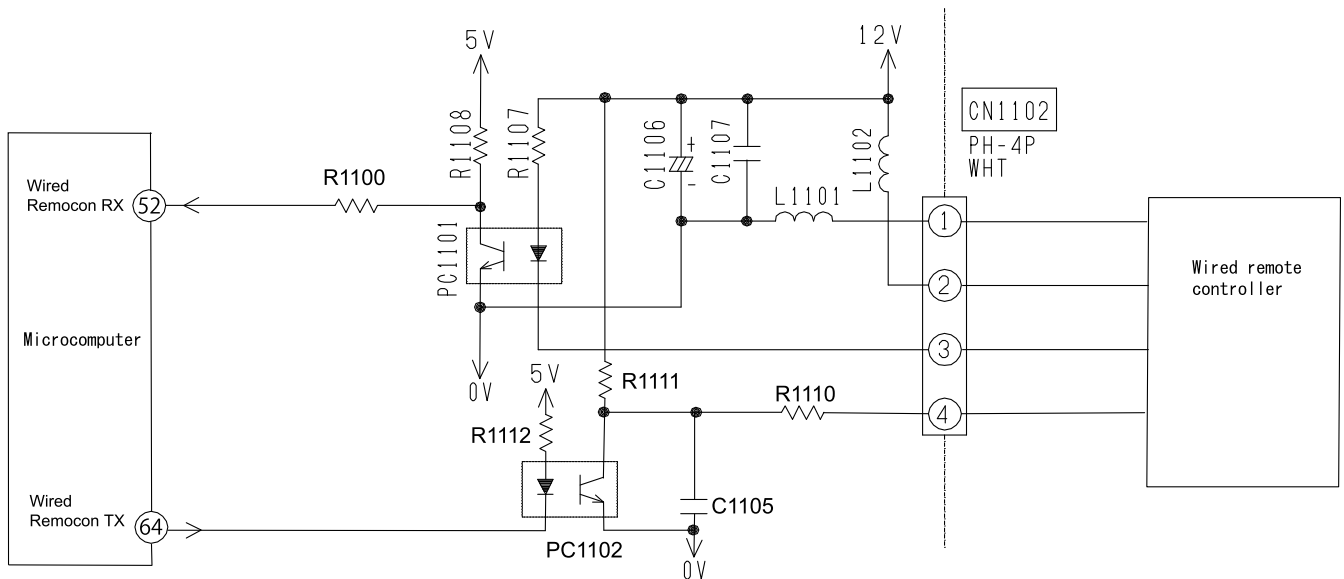 12V
5V
CN1102
PH-4P
WHT
R1108
R1107
C1106
+
-
C1107
L1102
Wired
Remocon RX
52
R1100
L1101
1
PC1101
2
Wired remote
controller
Microcomputer
3
0V
5V
R1111
R1110
4
R1112
Wired
Remocon TX
64
C1105
PC1102
0V